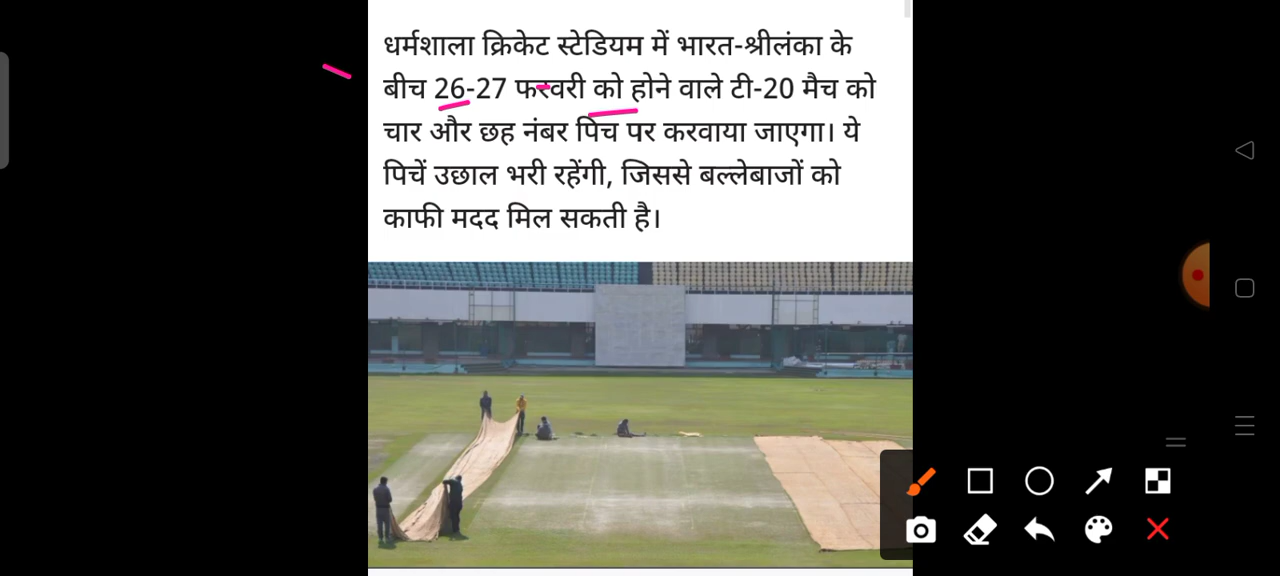 धर्मशाला क्रिकेट स्टेडियम में भारत-श्रीलंका के
बीच 26-27 फरवरी को होने वाले टी-20 मैच को
चार और छह नंबर पिच पर करवाया जाएगा। ये
पिचें उछाल भरी रहेंगी, जिससे बल्लेबाजों को
काफी मदद मिल सकती है।